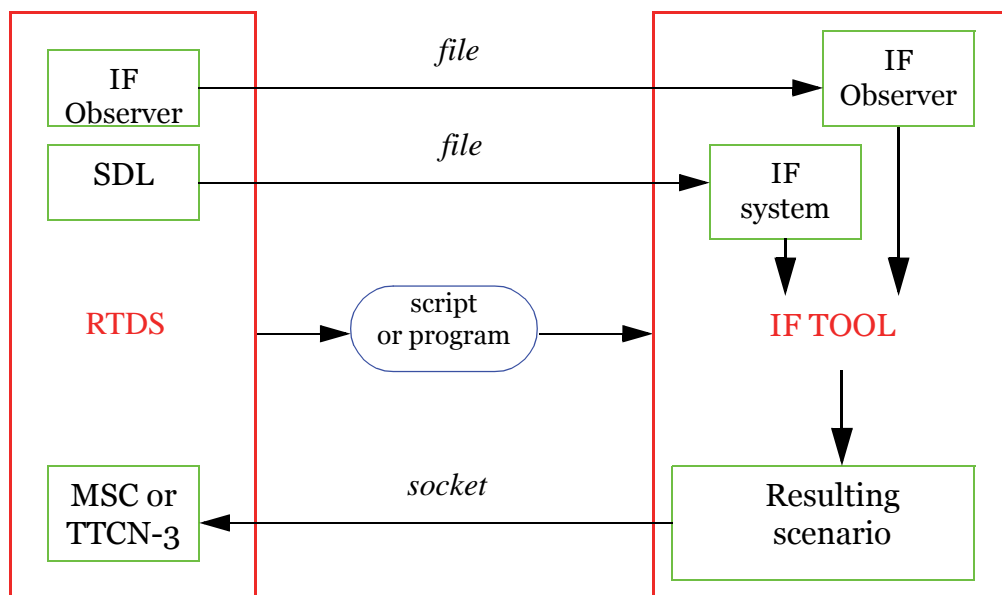 file
IF
Observer
IF
Observer
file
SDL
IF
system
RTDS
script
or program
IF TOOL
MSC or
TTCN-3
socket
Resulting
scenario